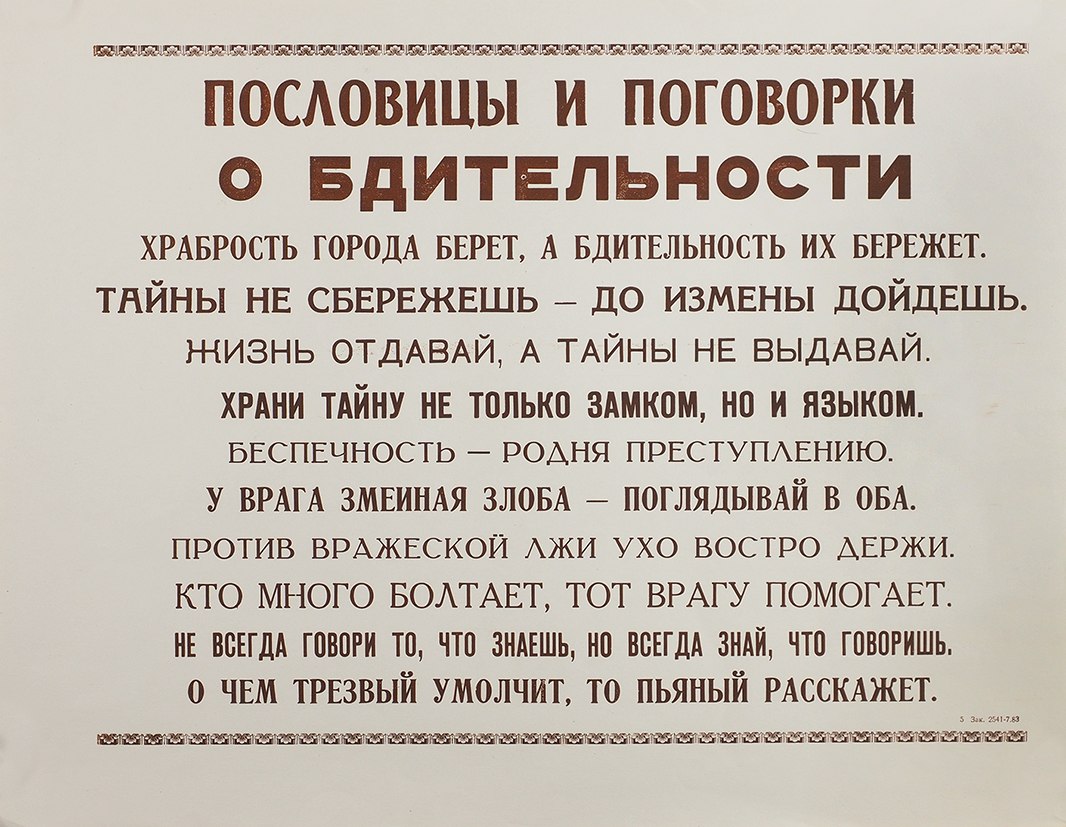 ПОСЛОВИЦЫ И ПОГОВОРКИ
О БДИТЕЛЬНОСТИ
ХРАБРОСТЬ ГОРОДА БЕРЕТ, А БДИТЕЛЬНОСТЬ ИХ БЕРЕЖЕТ.
ТАЙНЫ НЕ СБЕРЕЖЕШЬ — ДО ИЗМЕНЫ ДОЙДЕШЬ.
ЖИЗНЬ ОТДАВАЙ, А ТАЙНЫ НЕ ВЫДАВАЙ.
ХРАНИ ТАЙНУ НЕ ТОЛЬКО ЗАМКОМ, НО И ЯЗЫКОМ.
БЕСПЕЧНОСТЬ — РОДНЯ ПРЕСТУПЛЕНИЮ.
У ВРАГА ЗМЕИНАЯ ЗЛОБА — ПОГЛЯДЫВАЙ В ОБА.
ПРОТИВ ВРАЖЕСКОЙ ЛЖИ УХО ВОСТРО ДЕРЖИ.
КТО МНОГО БОЛТАЕТ, ТОТ ВРАГУ ПОМОГАЕТ.
НЕ ВСЕГДА ГОВОРИ ТО, ЧТО ЗНАЕШЬ, НО ВСЕГДА ЗНАЙ, ЧТО ГОВОРИШЬ.
О ЧЕМ ТРЕЗВЫЙ УМОЛЧИТ, ТО ПЬЯНЫЙ РАССКАЖЕТ.
5 Зак. 2541-7.83